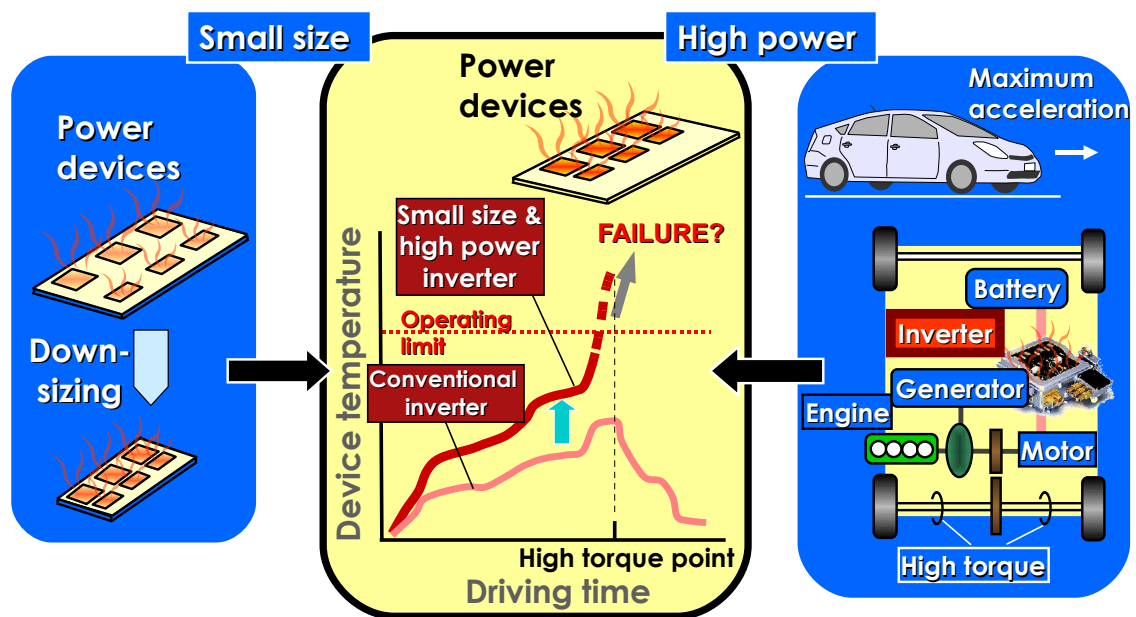 Small size
High power
Power
devices
Down-
sizing
Power
devices
Small size &
high power
inverter
FAILURE?
Operating
limit
Conventional
inverter
Device temperature
High torque point
Driving time
Maximum
acceleration
Battery
Inverter
Generator
Engine
Motor
High torque